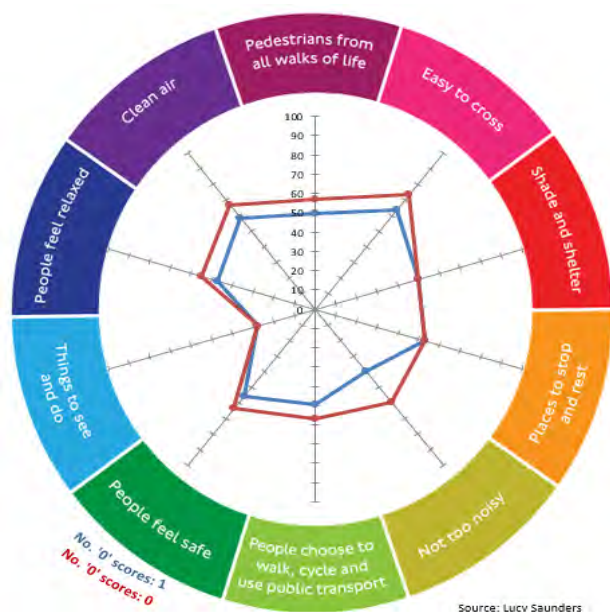 Pedestrians from
all walks of life
Easy to cross
Shade and shelter
Places to stop
and rest
Not too noisy
People choose to
walk, cycle and
use public transport
People feel safe
Things to see
and do
People feel relaxed
Clean air
100
90
80
70
60
50
40
30
20
10
0
No. '0' scores: 1
No. '0' scores: 0
Source: Lucy Saunders